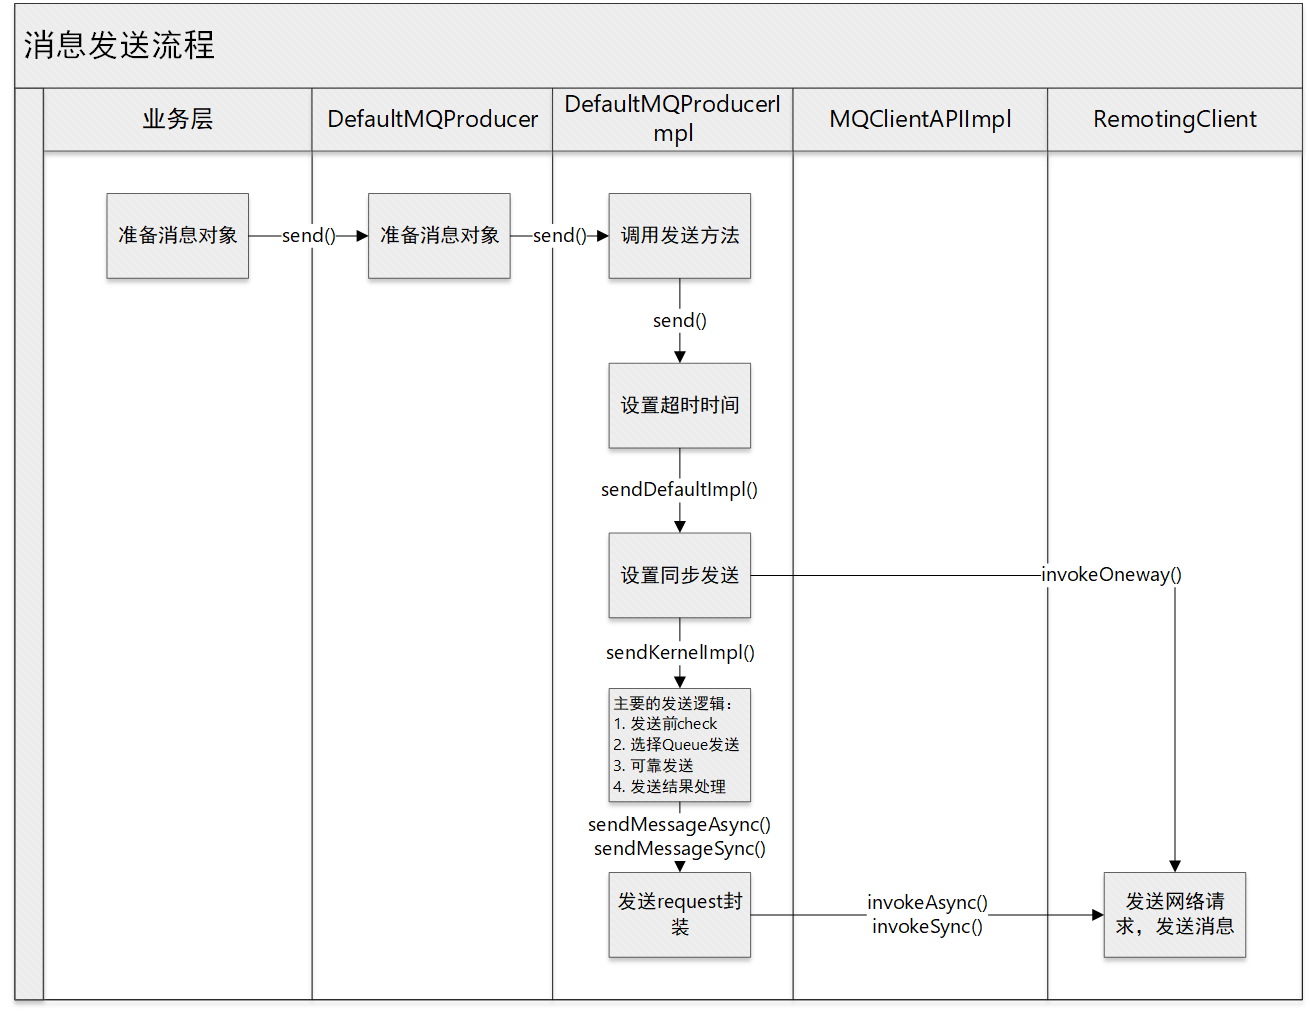 消息发送流程
业务层
DefaultMQProducer
DefaultMQProducerI
mpl
MQClientAPIImpl
RemotingClient
准备消息对象
send()
准备消息对象
send()
调用发送方法
send()
设置超时时间
sendDefaultImpl()
设置同步发送
invokeOneway()
sendKernelImpl()
主要的发送逻辑：
1. 发送前check
2. 选择Queue发送
3. 可靠发送
4. 发送结果处理
sendMessageAsync()
sendMessageSync()
发送request封
装
invokeAsync()
invokeSync()
发送网络请
求，发送消息